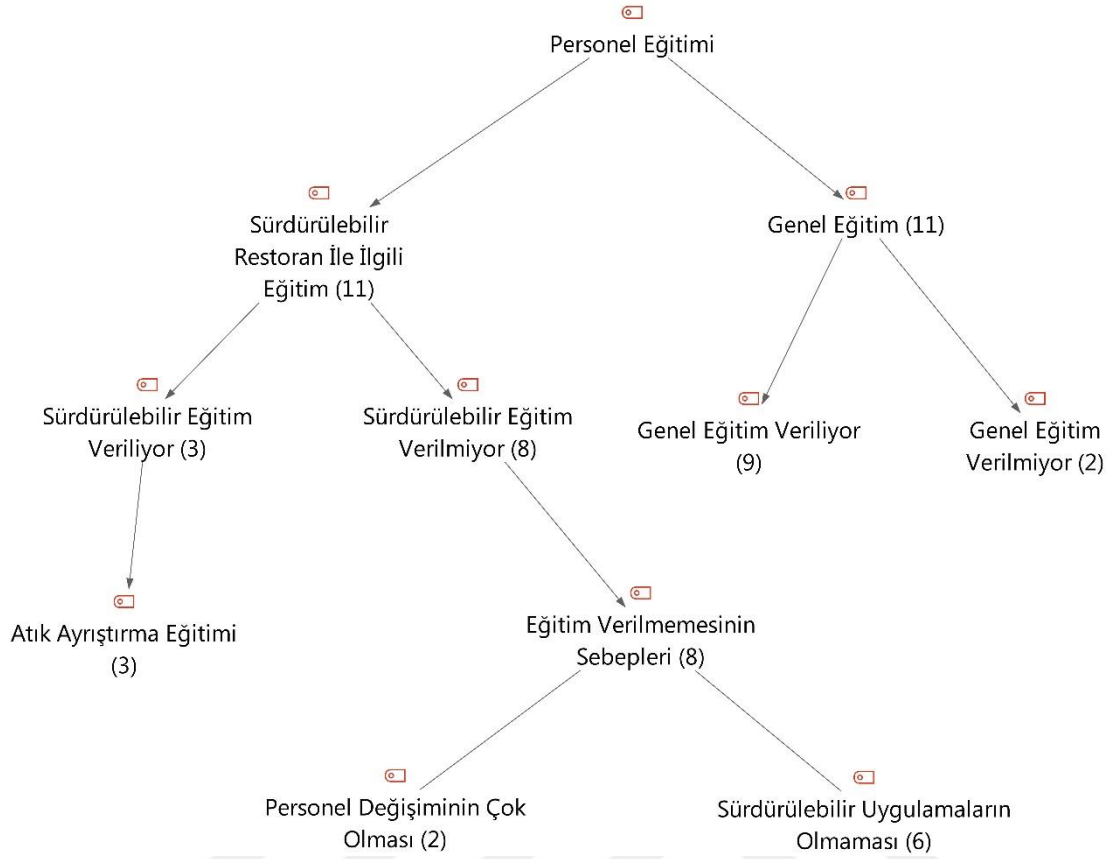 Personel Eğitimi
Sürdürülebilir
Restoran İle İlgili
Eğitim (11)
Genel Eğitim (11)
Sürdürülebilir Eğitim
Veriliyor (3)
Sürdürülebilir Eğitim
Verilmiyor (8)
Genel Eğitim Veriliyor
(9)
Genel Eğitim
Verilmiyor (2)
Atık Ayrıştırma Eğitimi
(3)
Eğitim Verilmemesinin
Sebepleri (8)
Personel Değişiminin Çok
Olması (2)
Sürdürülebilir Uygulamaların
Olmaması (6)